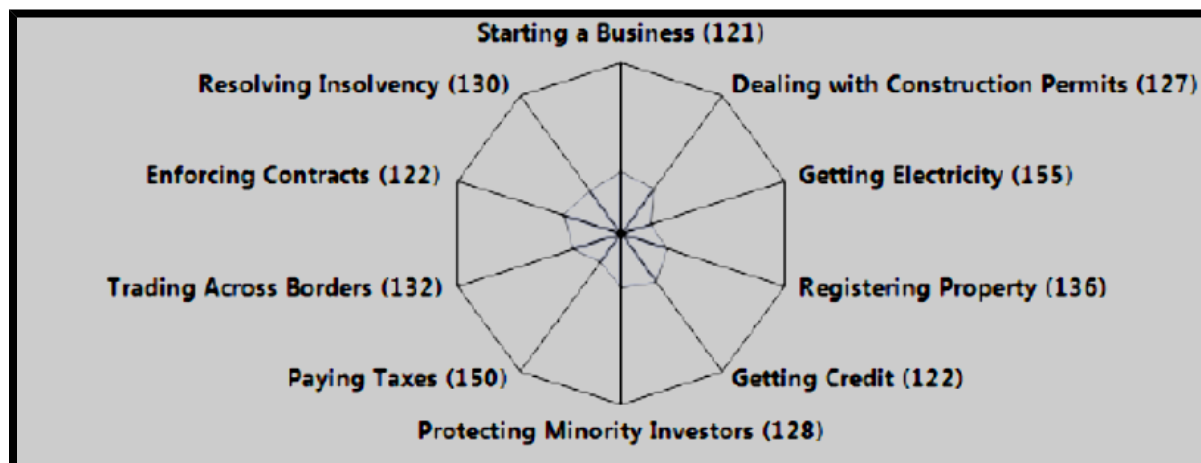 Starting a Business (121)
Resolving Insolvency (130)
Dealing with Construction Permits (127)
Enforcing Contracts (122)
Getting Electricity (155)
Trading Across Borders (132)
Registering Property (136)
Paying Taxes (150)
Getting Credit (122)
Protecting Minority Investors (128)